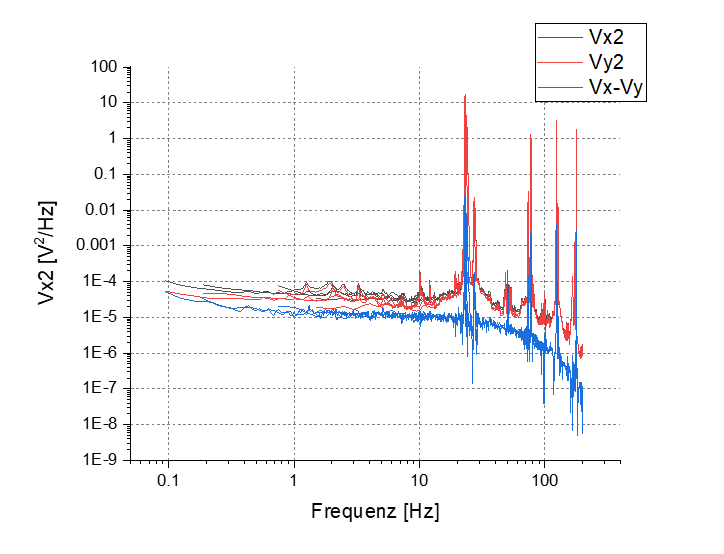 Vx2
Vy2
Vx-Vy
100
10
1
0.1
0.01
0.001
1E-4
1E-5
1E-6
1E-7
1E-8
1E-9
Vx2 [V²/Hz]
0.1 1 10 100
Frequenz [Hz]